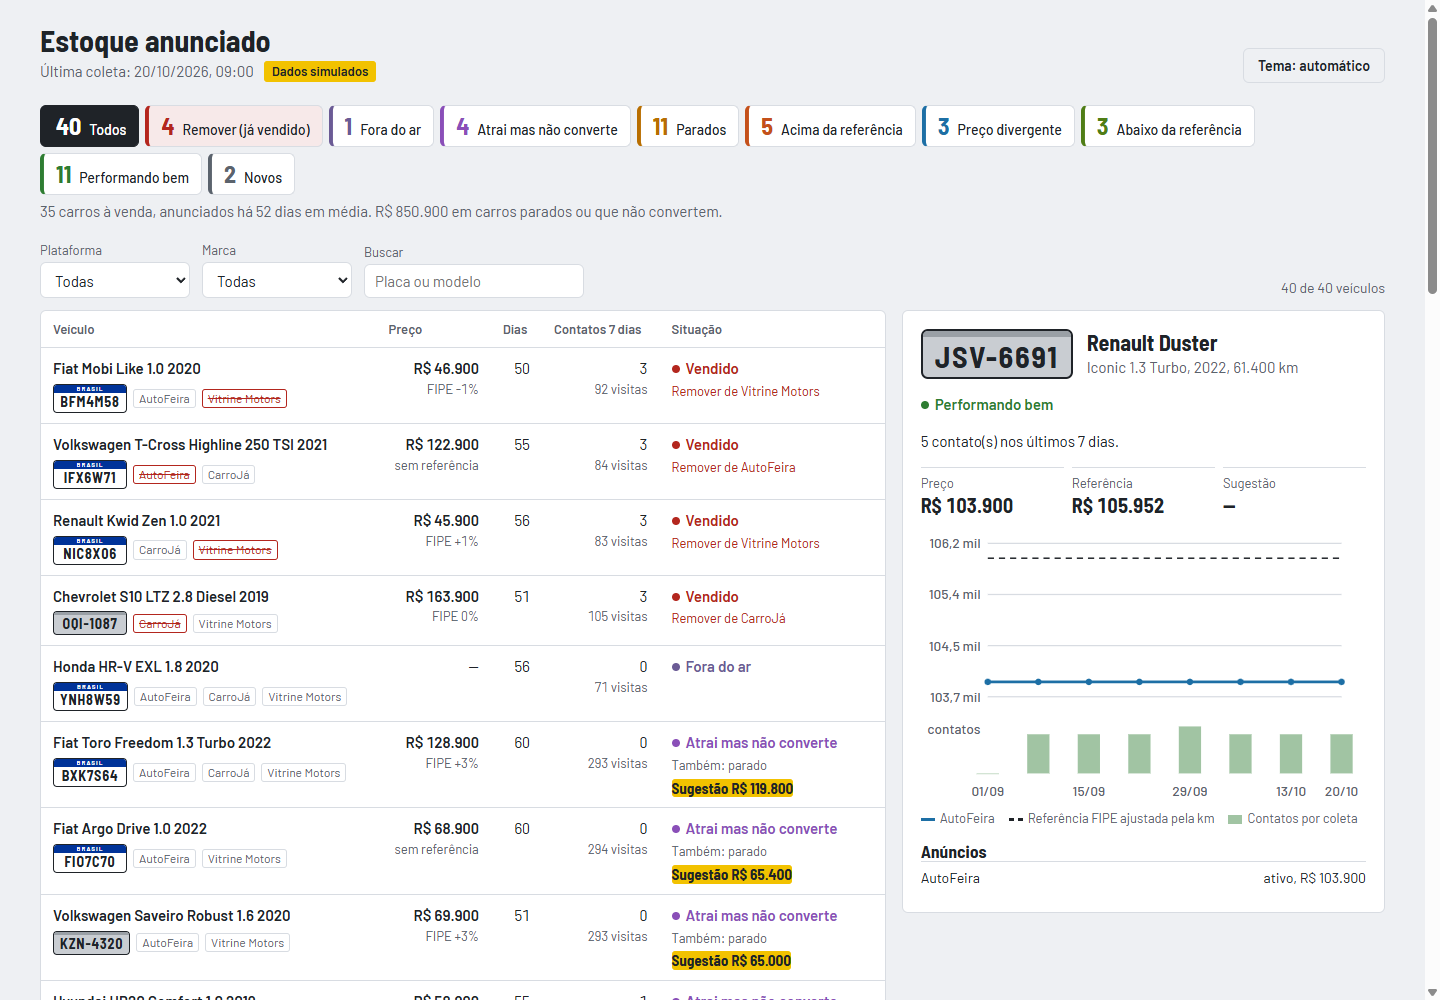 Estoque anunciado
Última coleta: 20/10/2026, 09:00 Dados simulados
Tema: automático
40 Todos
4 Remover (já vendido)
1 Fora do ar
4 Atrai mas não converte
11 Parados
5 Acima da referência
3 Preço divergente
3 Abaixo da referência
11 Performando bem
2 Novos
35 carros à venda, anunciados há 52 dias em média. R$ 850.900 em carros parados ou que não convertem.
Plataforma
Todas
Marca
Todas
Buscar
Placa ou modelo
40 de 40 veículos
Veículo Preço Dias Contatos 7 dias Situação
Fiat Mobi Like 1.0 2020 R$ 46.900 50 3 Vendido
FIPE -1% 92 visitas Remover de Vitrine Motors
BRASIL
BFM4M58 AutoFeira Vitrine Motors
Volkswagen T-Cross Highline 250 TSI 2021 R$ 122.900 55 3 Vendido
sem referência 84 visitas Remover de AutoFeira
BRASIL
IFX6W71 AutoFeira CarroJá
Renault Kwid Zen 1.0 2021 R$ 45.900 56 3 Vendido
FIPE +1% 83 visitas Remover de Vitrine Motors
BRASIL
NIC8X06 CarroJá Vitrine Motors
Chevrolet S10 LTZ 2.8 Diesel 2019 R$ 163.900 51 3 Vendido
FIPE 0% 105 visitas Remover de CarroJá
OQI-1087 CarroJá Vitrine Motors
Honda HR-V EXL 1.8 2020 — 56 0 Fora do ar
71 visitas
BRASIL
YNH8W59 AutoFeira CarroJá Vitrine Motors
Fiat Toro Freedom 1.3 Turbo 2022 R$ 128.900 60 0 Atrai mas não converte
FIPE +3% 293 visitas Também: parado
BRASIL
BXK7S64 AutoFeira CarroJá Vitrine Motors
Sugestão R$ 119.800
Fiat Argo Drive 1.0 2022 R$ 68.900 60 0 Atrai mas não converte
sem referência 294 visitas Também: parado
BRASIL
FIO7C70 AutoFeira Vitrine Motors
Sugestão R$ 65.400
Volkswagen Saveiro Robust 1.6 2020 R$ 69.900 51 0 Atrai mas não converte
FIPE +3% 293 visitas Também: parado
KZN-4320 AutoFeira Vitrine Motors
Sugestão R$ 65.000
JSV-6691
Renault Duster
Iconic 1.3 Turbo, 2022, 61.400 km
Performando bem
5 contato(s) nos últimos 7 dias.
Preço Referência Sugestão
R$ 103.900 R$ 105.952 —
106,2 mil
105,4 mil
104,5 mil
103,7 mil
contatos
01/09 15/09 29/09 13/10 20/10
AutoFeira Referência FIPE ajustada pela km Contatos por coleta
Anúncios
AutoFeira ativo, R$ 103.900